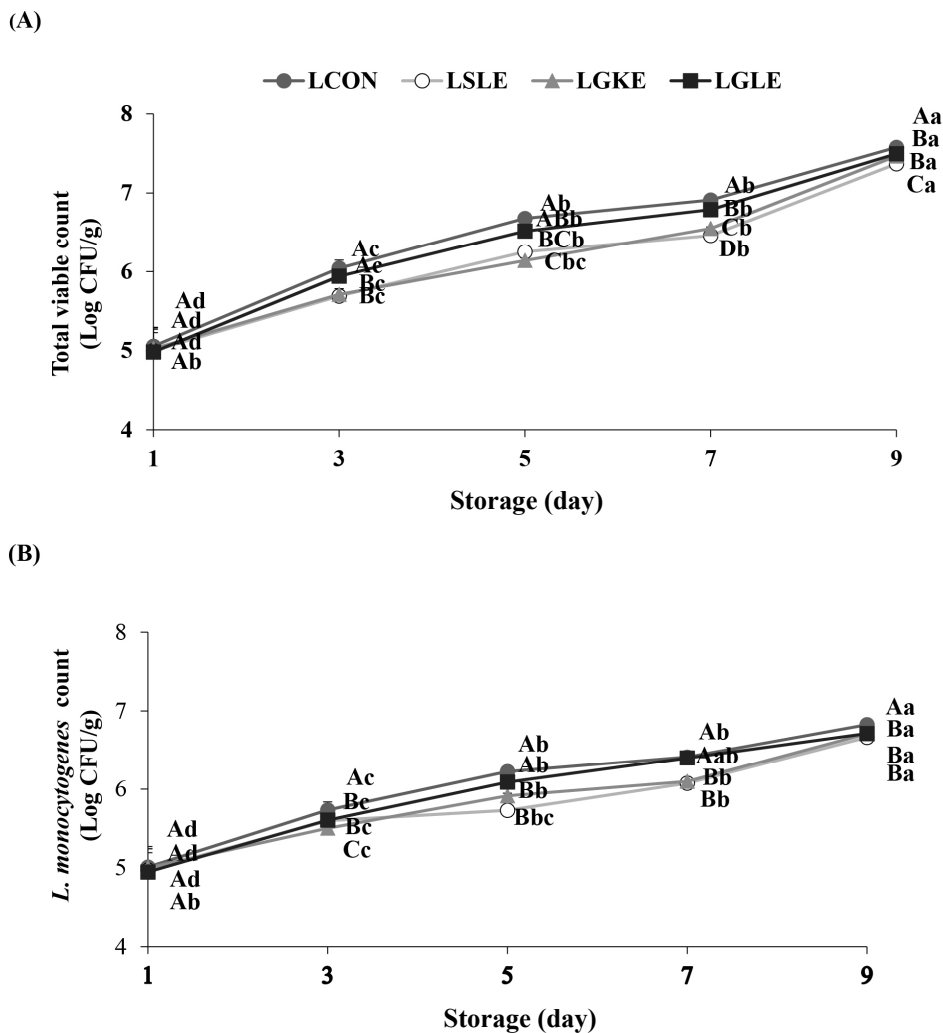 (A)
LCON LSLE LGKE LGLE
Total viable count
(Log CFU/g)
8
7
6
5
4
Ad
Ad
Ad
Ab
Ac
Ac
Bc
Bc
Ab
ABb
BCb
Cbc
Ab
Bb
Cb
Db
Aa
Ba
Ba
Ca
1 3 5 7 9
Storage (day)
(B)
L. monocytogenes count
(Log CFU/g)
8
7
6
5
4
Ad
Ad
Ad
Ab
Ac
Bc
Bc
Cc
Ab
Ab
Bb
Bbc
Ab
Aab
Bb
Bb
Aa
Ba
Ba
Ba
1 3 5 7 9
Storage (day)